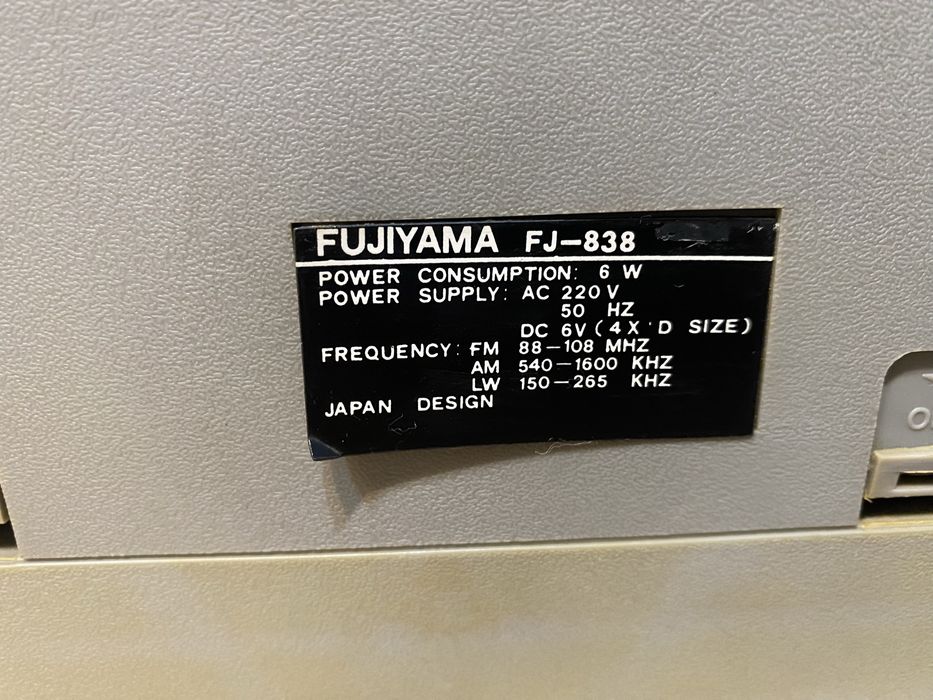 FUJIYAMA FJ-838
POWER CONSUMPTION: 6 W
POWER SUPPLY: AC 220V
50 HZ
DC 6V (4 X D SIZE)
FREQUENCY: FM 88-108 MHZ
AM 540-1600 KHZ
LW 150-265 KHZ
JAPAN DESIGN